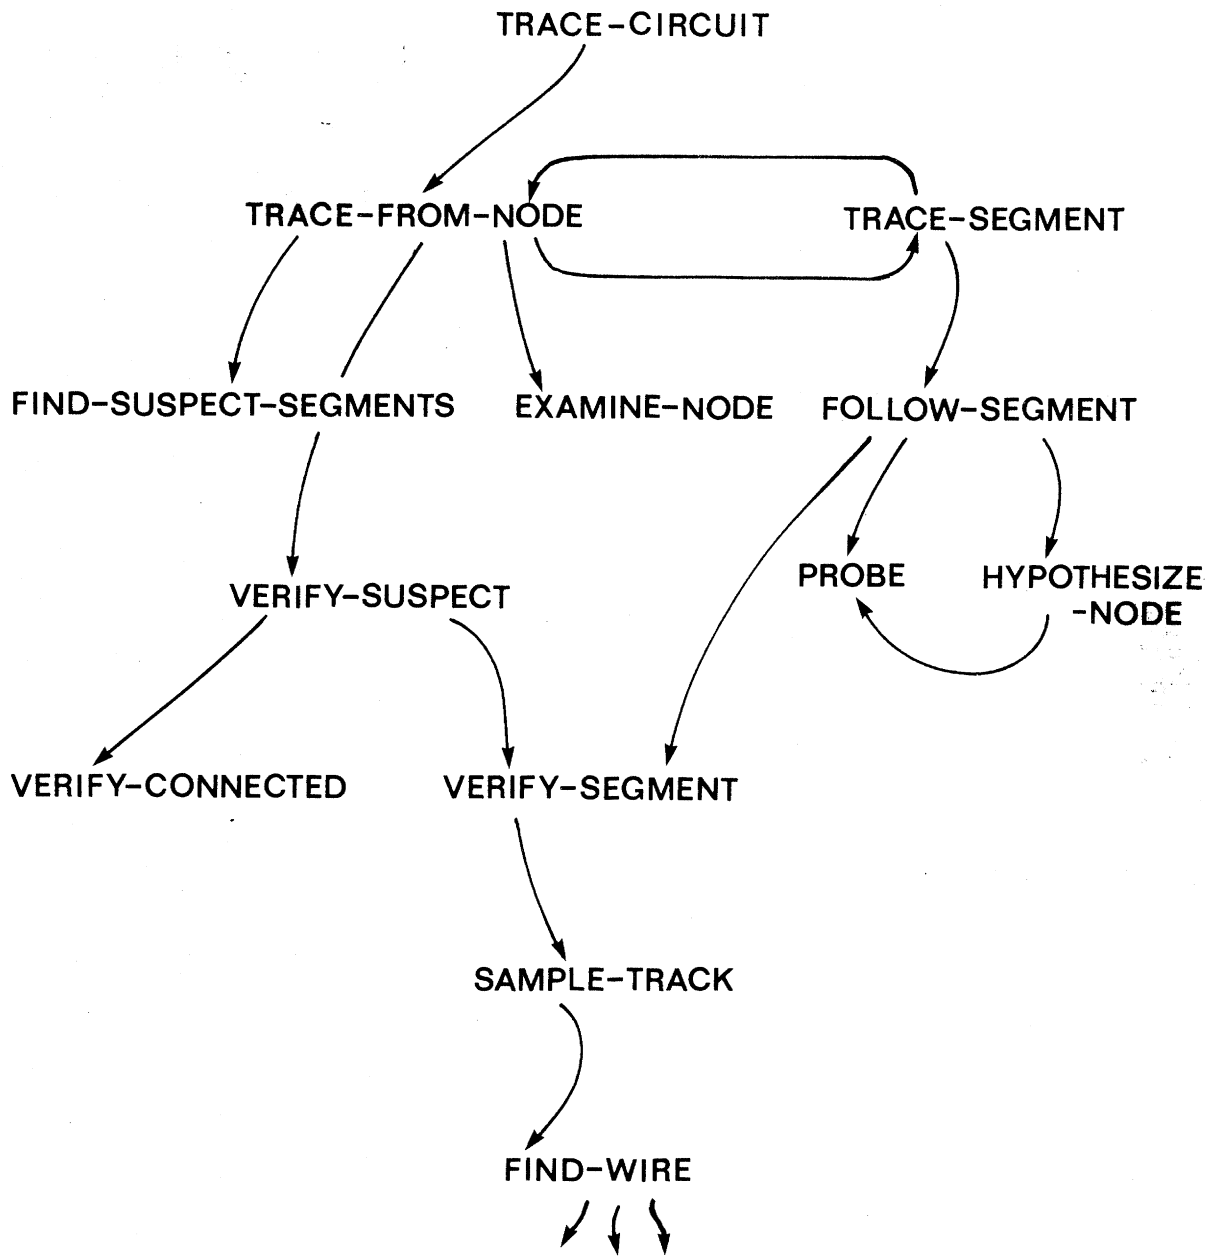 TRACE-CIRCUIT
TRACE-FROM-NODE
TRACE-SEGMENT
FIND-SUSPECT-SEGMENTS
EXAMINE-NODE
FOLLOW-SEGMENT
PROBE
HYPOTHESIZE
-NODE
VERIFY-SUSPECT
VERIFY-CONNECTED
VERIFY-SEGMENT
SAMPLE-TRACK
FIND-WIRE